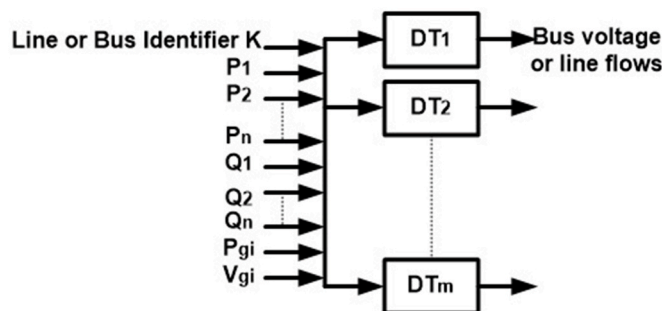 Line or Bus Identifier K
P1
P2
Pn
Q1
Q2
Qn
Pgi
Vgi
DT1
DT2
DTm
Bus voltage
or line flows